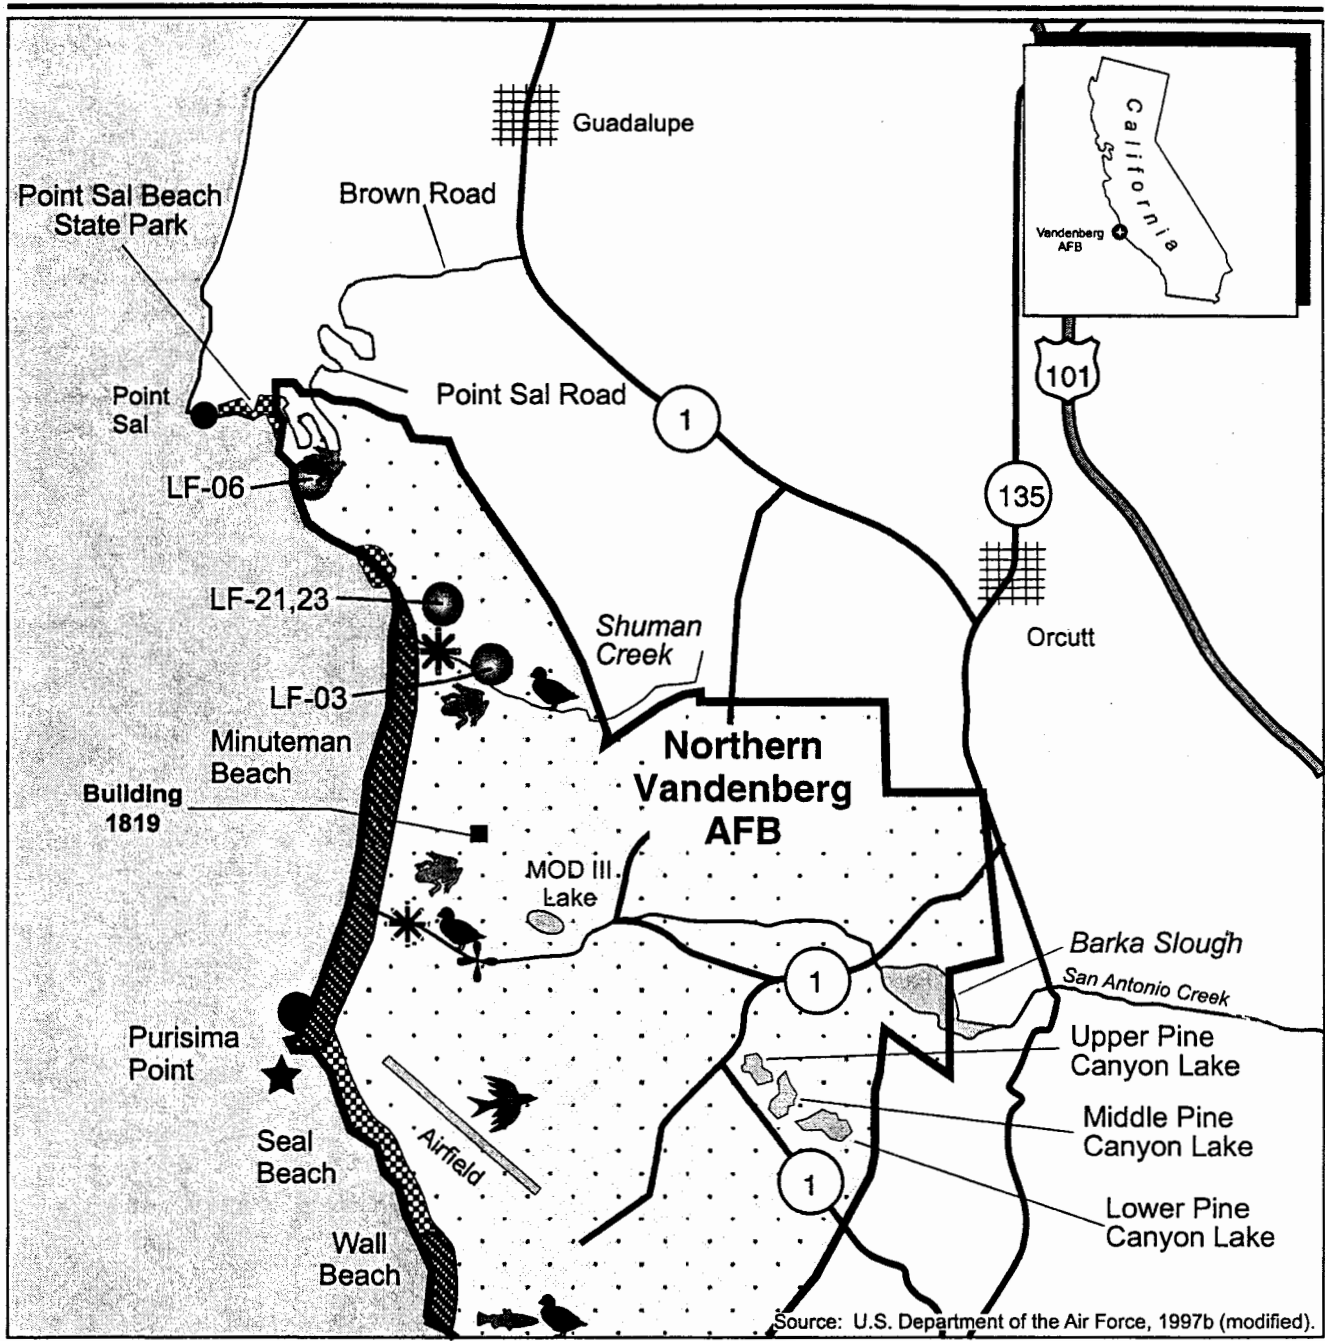 Guadalupe
California
Vandenberg
AFB
Point Sal Beach
State Park
Brown Road
101
Point
Sal
Point Sal Road
1
LF-06
135
LF-21,23
Shuman
Creek
Orcutt
LF-03
Minuteman
Beach
Northern
Vandenberg
AFB
Building
1819
MOD III
Lake
Barka Slough
1
San Antonio Creek
Purisima
Point
Upper Pine
Canyon Lake
Middle Pine
Canyon Lake
Seal
Beach
Airfield
1
Lower Pine
Canyon Lake
Wall
Beach
Source: U.S. Department of the Air Force, 1997b (modified).